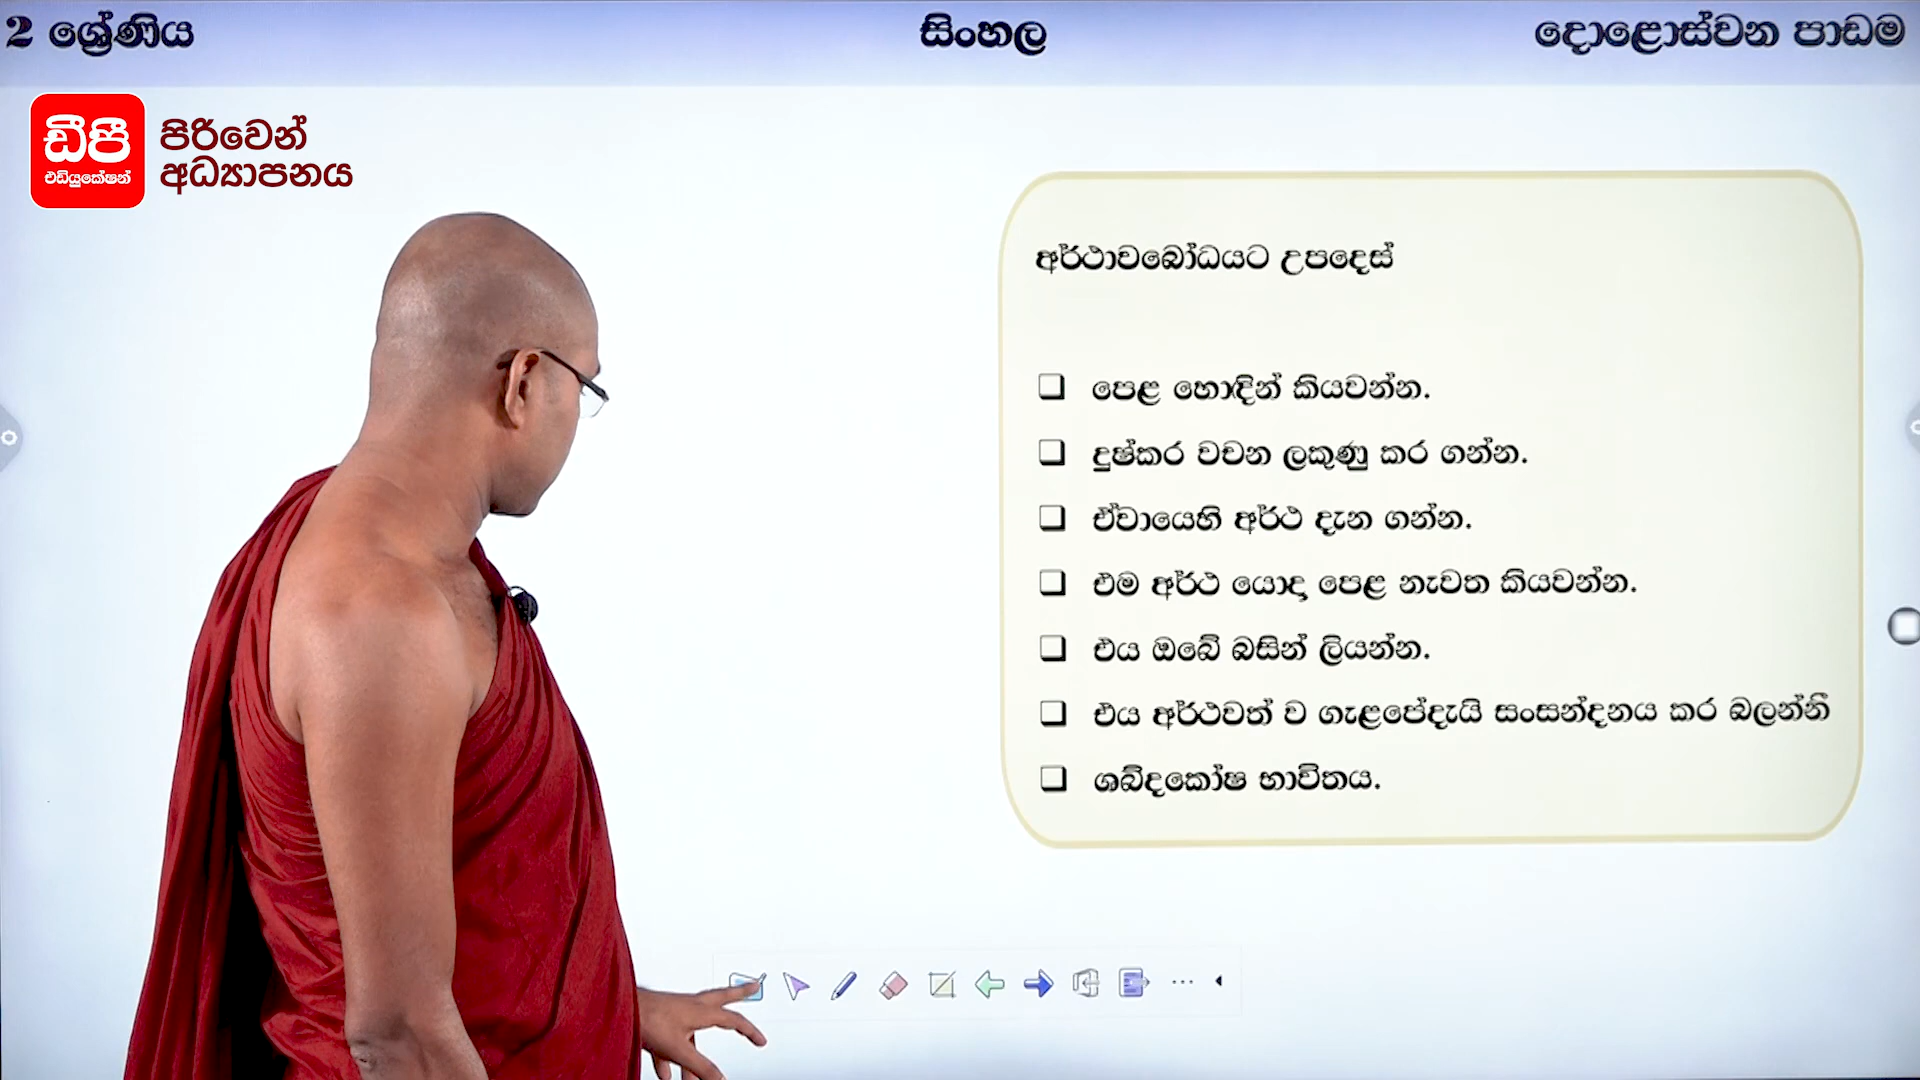 2 ශ්‍රේණිය
සිංහල
දොළොස්වන පාඩම
ඩීපී
එඩියුකේෂන්
පිරිවෙන්
අධ්‍යාපනය
අර්ථාවබෝධයට උපදෙස්
පෙළ හොඳින් කියවන්න.
දුෂ්කර වචන ලකුණු කර ගන්න.
ඒවායෙහි අර්ථ දැන ගන්න.
එම අර්ථ යොදා පෙළ නැවත කියවන්න.
එය ඔබේ බසින් ලියන්න.
එය අර්ථවත් ව ගැළපේදැයි සංසන්දනය කර බලන්න
ශබ්දකෝෂ භාවිතය.